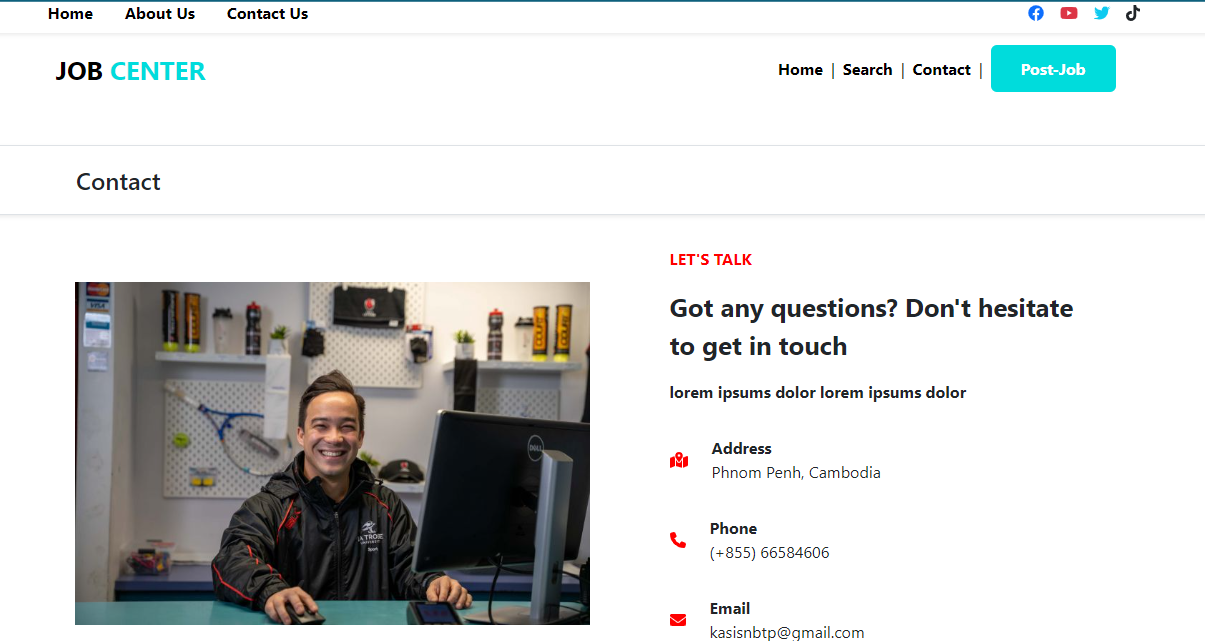 Home About Us Contact Us
JOB CENTER
Home | Search | Contact | Post-Job
Contact
VISA
DELL
LET'S TALK
Got any questions? Don't hesitate
to get in touch
lorem ipsums dolor lorem ipsums dolor
Address
Phnom Penh, Cambodia
Phone
(+855) 66584606
Email
kasisnbtp@gmail.com